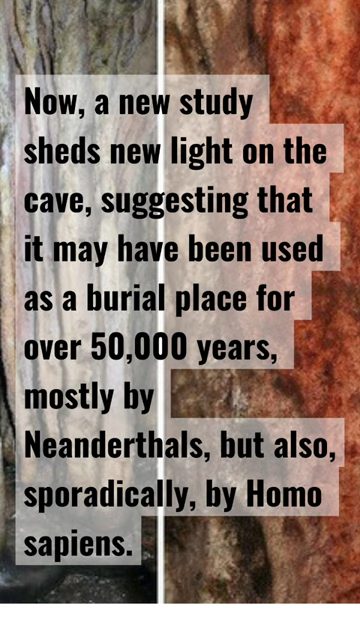 Now, a new study
sheds new light on the
cave, suggesting that
it may have been used
as a burial place for
over 50,000 years,
mostly by
Neanderthals, but also,
sporadically, by Homo
sapiens.